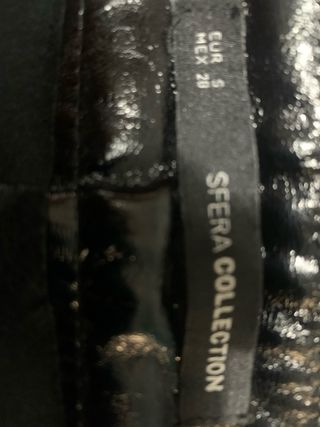 EUR S
MEX 28
SFERA COLLECTION